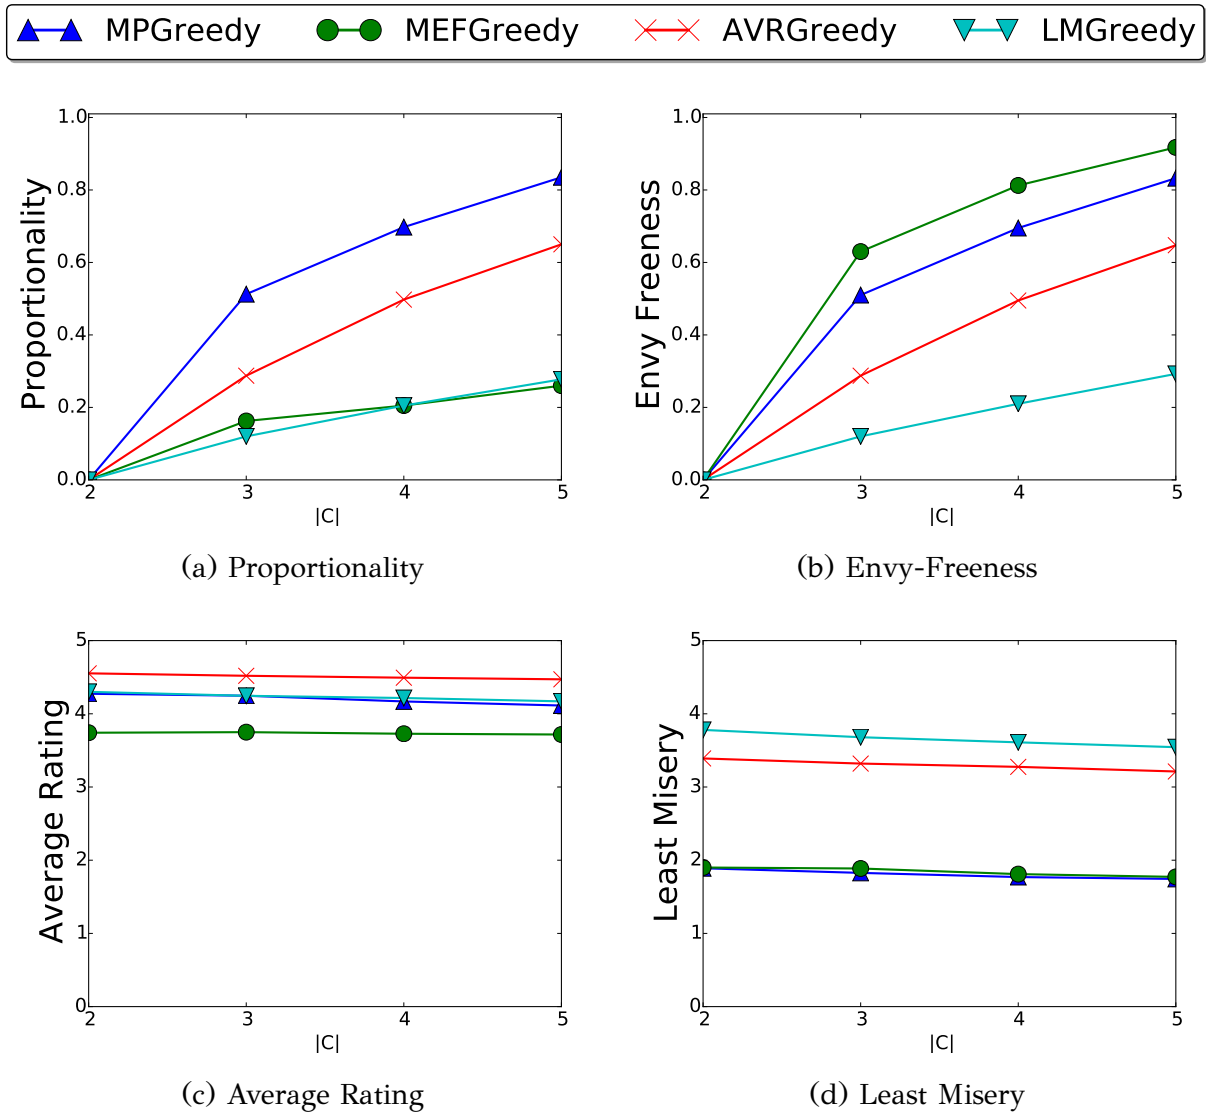 MPGreedy MEFGreedy AVRGreedy LMGreedy
1.0
0.8
0.6
0.4
0.2
0.0
Proportionality
2 3 4 5
|C|
(a) Proportionality
1.0
0.8
0.6
0.4
0.2
0.0
Envy Freeness
2 3 4 5
|C|
(b) Envy-Freeness
5
4
3
2
1
0
Average Rating
2 3 4 5
|C|
(c) Average Rating
5
4
3
2
1
0
Least Misery
2 3 4 5
|C|
(d) Least Misery